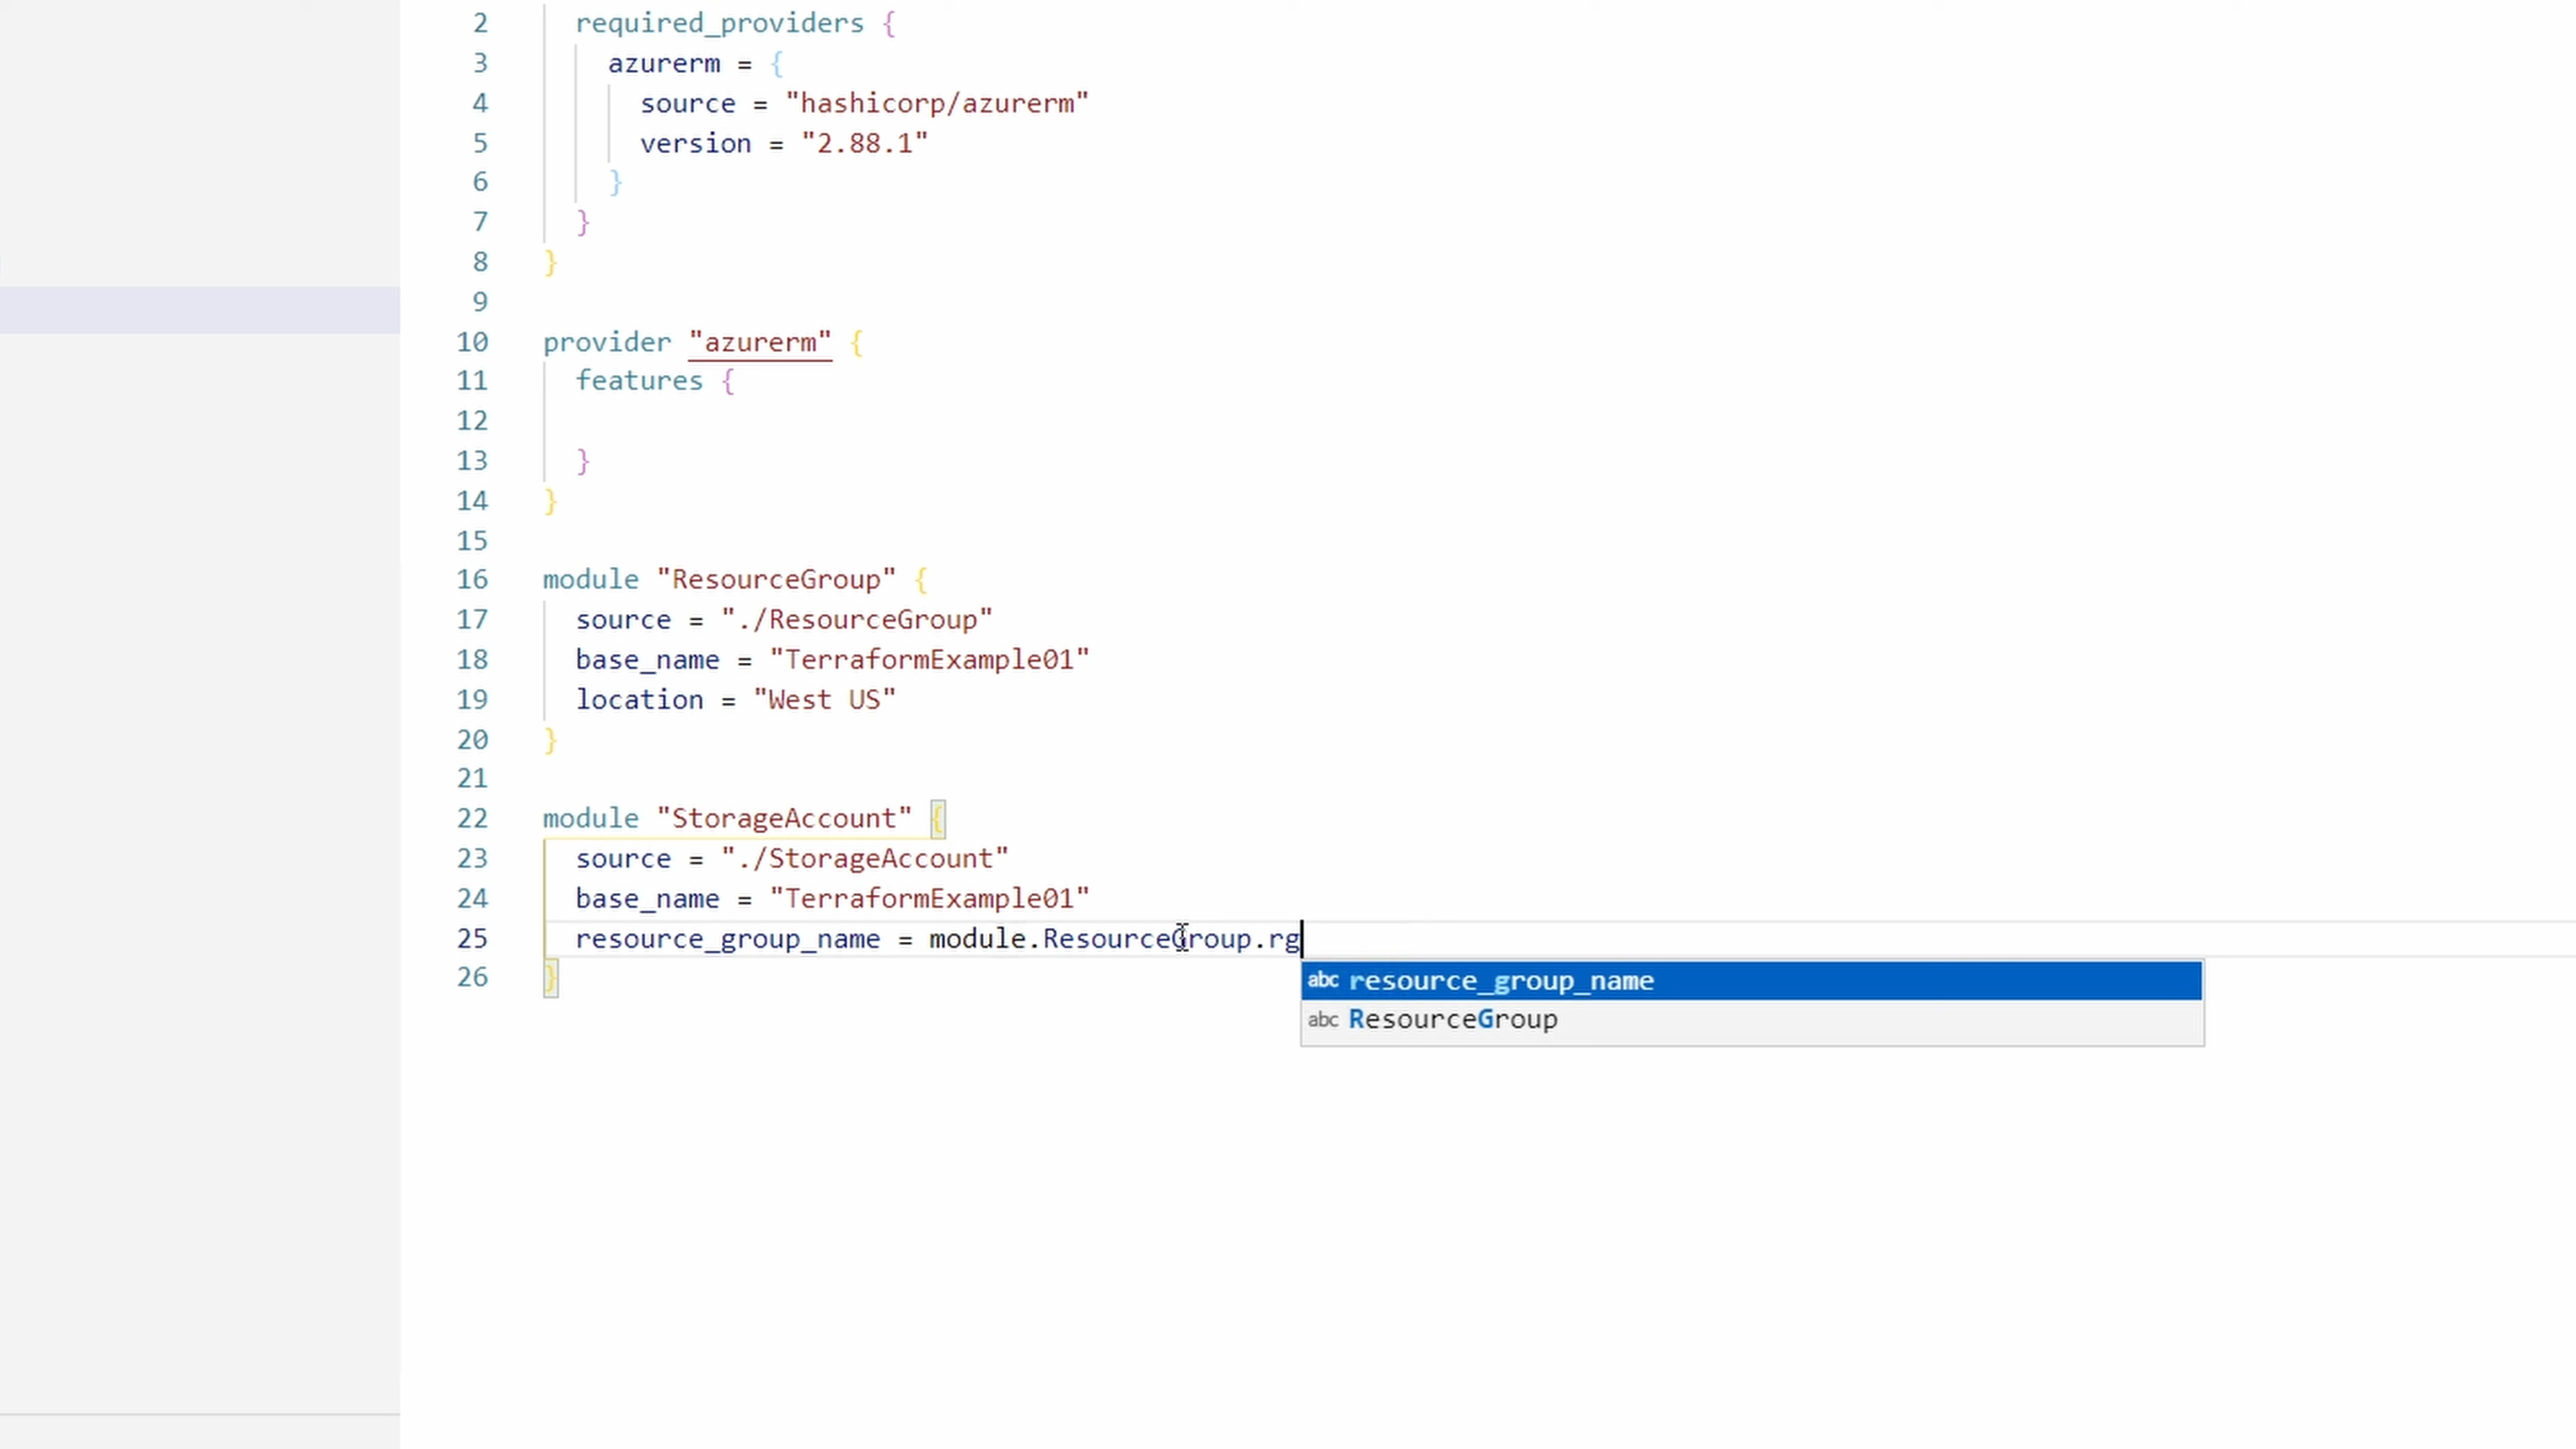 2 required_providers {
3 azurerm = {
4 source = "hashicorp/azurerm"
5 version = "2.88.1"
6 }
7 }
8 }
9
10 provider "azurerm" {
11 features {
12
13 }
14 }
15
16 module "ResourceGroup" {
17 source = "./ResourceGroup"
18 base_name = "TerraformExample01"
19 location = "West US"
20 }
21
22 module "StorageAccount" {
23 source = "./StorageAccount"
24 base_name = "TerraformExample01"
25 resource_group_name = module.ResourceGroup.rg
26 }
abc resource_group_name
abc ResourceGroup